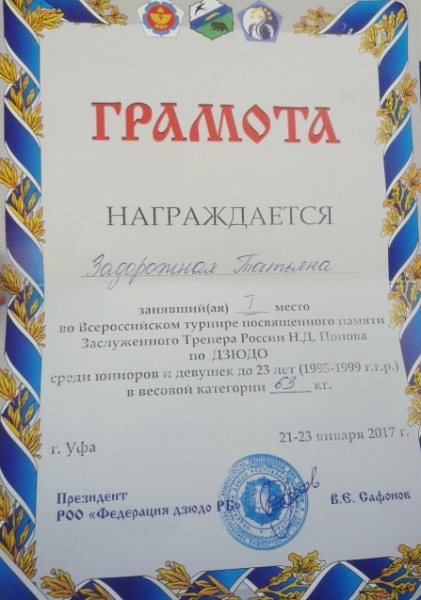 ГРАМОТА
НАГРАЖДАЕТСЯ
Задорожная Татьяна
занявший(ая) I место
во Всероссийском турнире посвященного памяти
Заслуженного Тренера России Н.Д. Попова
по ДЗЮДО
среди юниоров и девушек до 23 лет (1995-1999 г.г.р.)
в весовой категории 63 кг.
г. Уфа 21-23 января 2017 г.
Президент
РОО «Федерация дзюдо РБ» В.Е. Сафонов